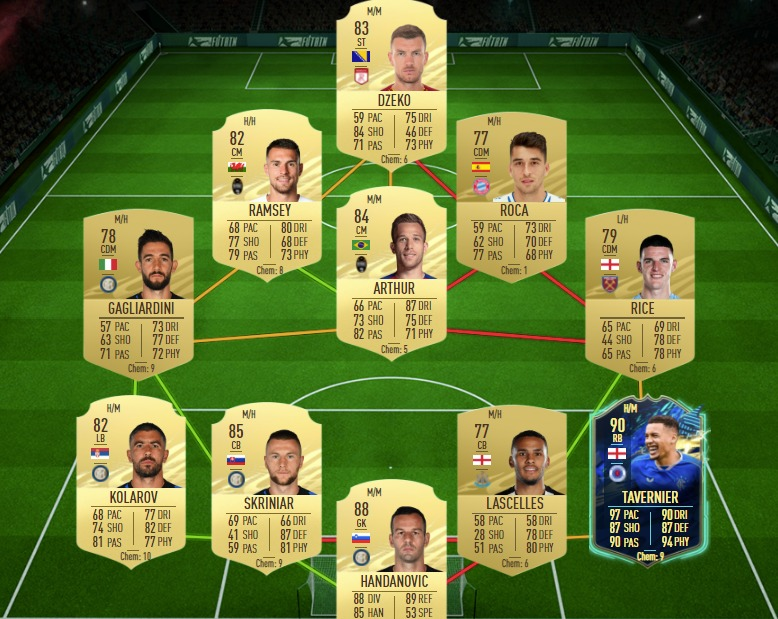 M/M
83
ST
DZEKO
59 PAC 75 DRI
84 SHO 46 DEF
71 PAS 73 PHY
Chem: 6
H/H
82
CM
RAMSEY
68 PAC 80 DRI
77 SHO 68 DEF
79 PAS 73 PHY
Chem: 8
M/M
77
CDM
ROCA
59 PAC 73 DRI
62 SHO 70 DEF
77 PAS 68 PHY
Chem: 1
M/M
84
CM
ARTHUR
66 PAC 87 DRI
73 SHO 75 DEF
82 PAS 71 PHY
Chem: 5
M/H
78
CDM
GAGLIARDINI
57 PAC 73 DRI
63 SHO 77 DEF
71 PAS 72 PHY
Chem: 9
L/H
79
CDM
RICE
65 PAC 69 DRI
44 SHO 78 DEF
65 PAS 78 PHY
Chem: 6
H/M
82
LB
KOLAROV
68 PAC 77 DRI
74 SHO 82 DEF
81 PAS 77 PHY
Chem: 10
M/H
85
CB
SKRINIAR
69 PAC 66 DRI
41 SHO 87 DEF
59 PAS 81 PHY
Chem: 9
M/H
77
CB
LASCELLES
58 PAC 58 DRI
28 SHO 78 DEF
51 PAS 80 PHY
Chem: 6
H/M
90
RB
TAVERNIER
97 PAC 90 DRI
87 SHO 87 DEF
90 PAS 94 PHY
Chem: 9
M/M
88
GK
HANDANOVIC
88 DIV 89 REF
85 HAN 53 SPE